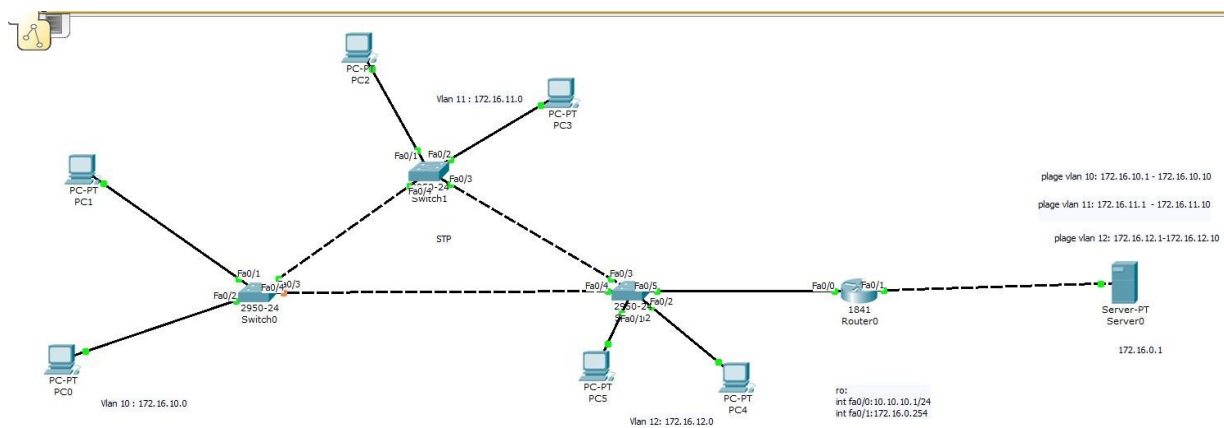 PC-PT
PC2
Vlan 11 : 172.16.11.0
PC-PT
PC3
Fa0/1
Fa0/2
Fa0/3
Fa0/4
2950-24
Switch1
PC-PT
PC1
plage vlan 10: 172.16.10.1 - 172.16.10.10
plage vlan 11: 172.16.11.1 - 172.16.11.10
plage vlan 12: 172.16.12.1-172.16.12.10
STP
Fa0/1
Fa0/2
Fa0/4
Fa0/3
2950-24
Switch0
Fa0/3
Fa0/4
Fa0/5
Fa0/2
2950-24
Fa0/1
Fa0/0
Fa0/1
1841
Router0
Server-PT
Server0
172.16.0.1
PC-PT
PC0
Vlan 10 : 172.16.10.0
PC-PT
PC5
PC-PT
PC4
Vlan 12: 172.16.12.0
ro:
int fa0/0:10.10.10.1/24
int fa0/1:172.16.0.254